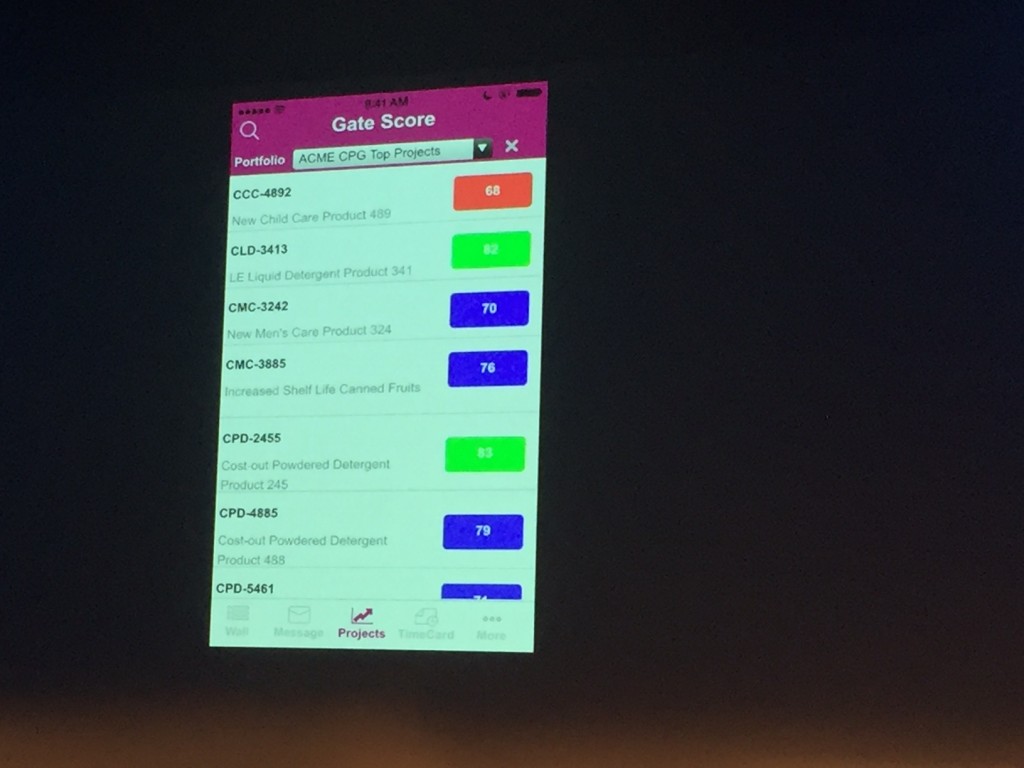 8:41 AM
Gate Score
Portfolio ACME CPG Top Projects
CCC-4892 68
New Child Care Product 489
CLD-3413 82
LE Liquid Detergent Product 341
CMC-3242 70
New Men's Care Product 324
CMC-3885 76
Increased Shelf Life Canned Fruits
CPD-2455 83
Cost-out Powdered Detergent
Product 245
CPD-4885 79
Cost-out Powdered Detergent
Product 488
CPD-5461
Wall Message Projects TimeCard More